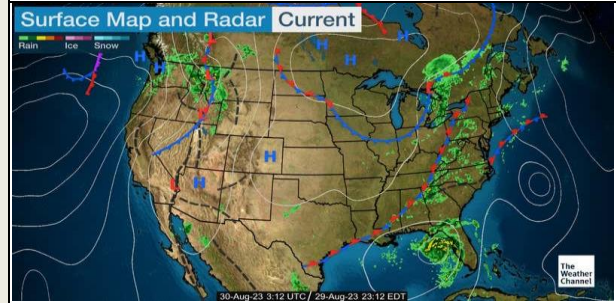 Surface Map and Radar Current
Rain Ice Snow
H
H
H
H
H
H
H
L
The
Weather
Channel
30-Aug-23 3:12 UTC / 29-Aug-23 23:12 EDT